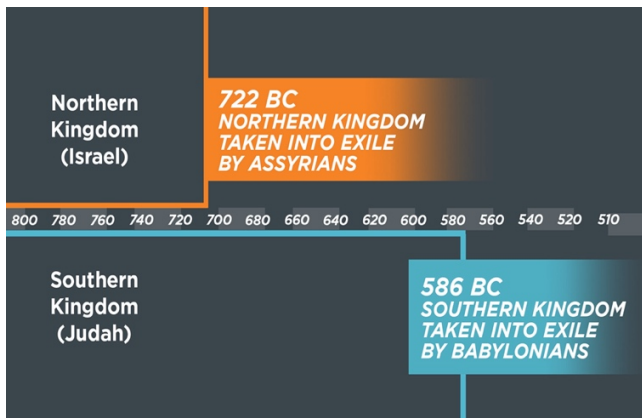 Northern
Kingdom
(Israel)
722 BC
NORTHERN KINGDOM
TAKEN INTO EXILE
BY ASSYRIANS
800 780 760 740 720 700 680 660 640 620 600 580 560 540 520 510
Southern
Kingdom
(Judah)
586 BC
SOUTHERN KINGDOM
TAKEN INTO EXILE
BY BABYLONIANS